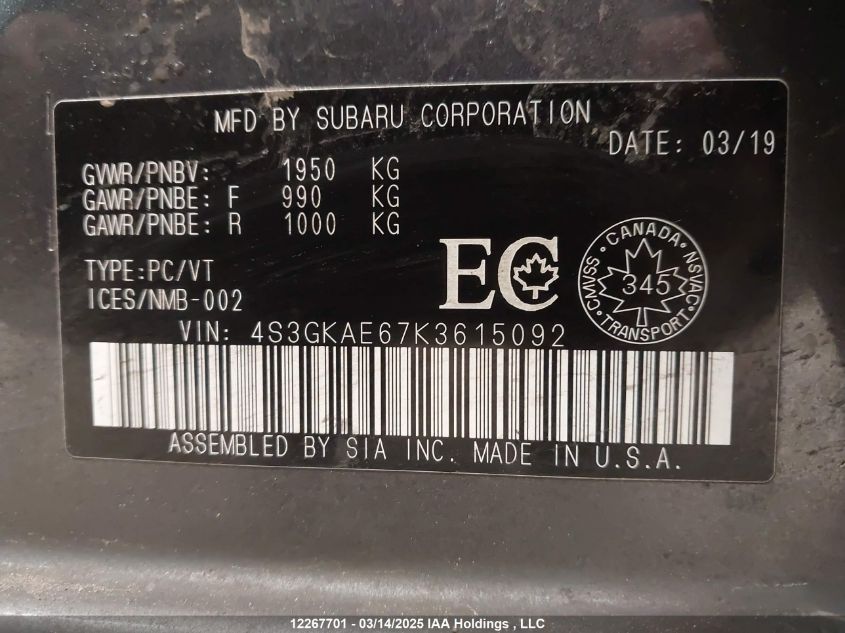 MFD BY SUBARU CORPORATION
DATE: 03/19
GVWR/PNBV: 1950 KG
GAWR/PNBE: F 990 KG
GAWR/PNBE: R 1000 KG
TYPE:PC/VT
ICES/NMB-002
EC
CANADA
CMVSS 345 NSVAC
TRANSPORT
VIN: 4S3GKAE67K3615092
ASSEMBLED BY SIA INC. MADE IN U.S.A.
12267701 - 03/14/2025 IAA Holdings , LLC